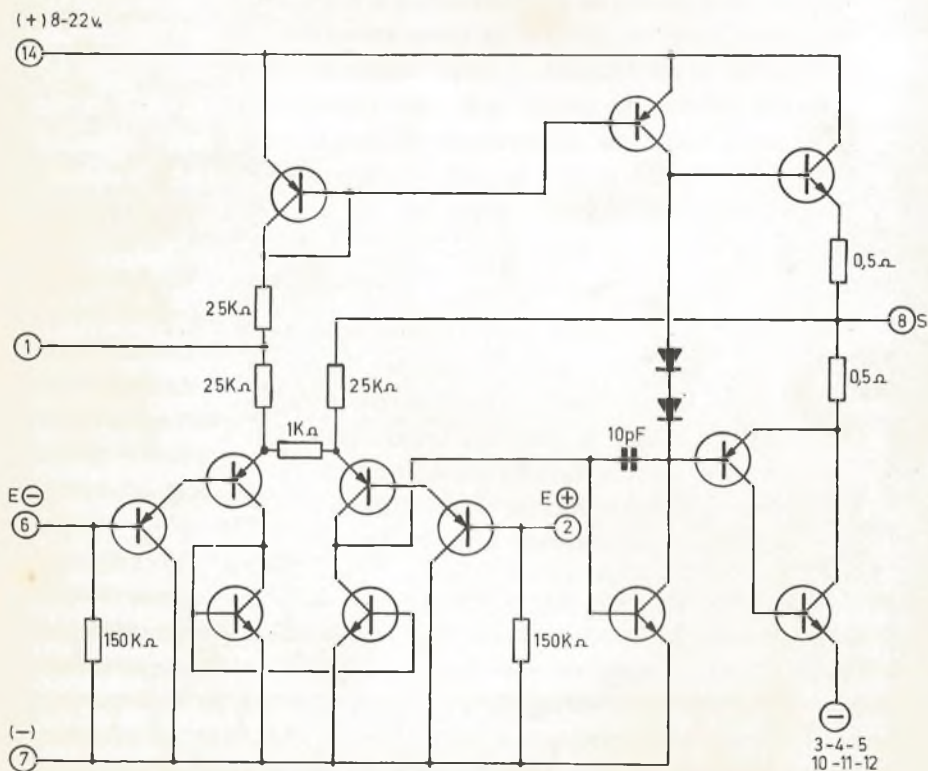 (+) 8-22 v.
14
0,5Ω
25KΩ
8 S
1
25KΩ
25KΩ
0,5Ω
1KΩ
10pF
E ⊖
6
E ⊕
2
150KΩ
150KΩ
(-)
7
⊖
3-4-5
10-11-12